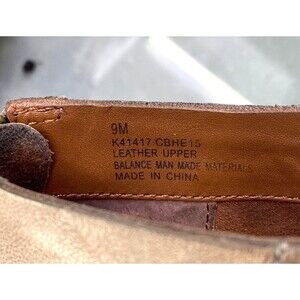 9M
K41417 CBHE15
LEATHER UPPER
BALANCE MAN MADE MATERIALS
MADE IN CHINA